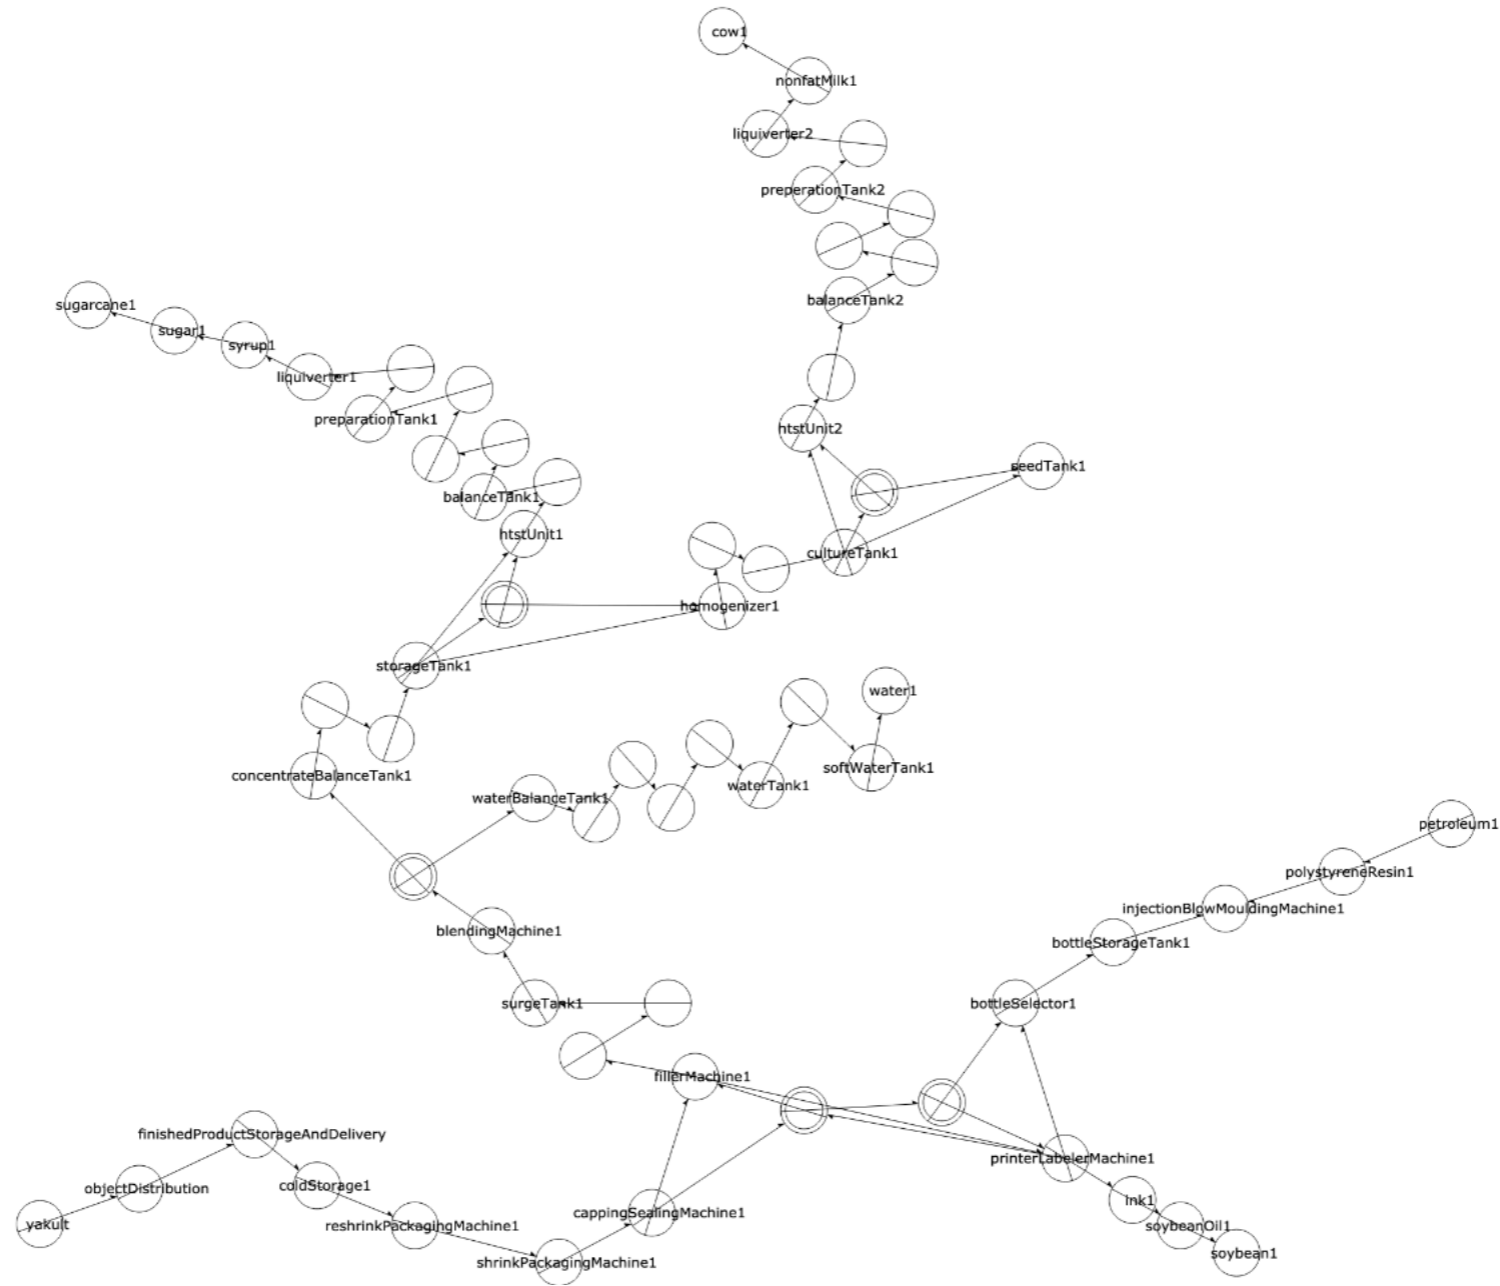 cow1
nonfatMilk1
liquiverter2
preperationTank2
balanceTank2
sugarcane1
sugar1
syrup1
liquiverter1
preparationTank1
htstUnit2
seedTank1
balanceTank1
htstUnit1
cultureTank1
homogenizer1
storageTank1
water1
softWaterTank1
concentrateBalanceTank1
waterTank1
waterBalanceTank1
petroleum1
polystyreneResin1
injectionBlowMouldingMachine1
blendingMachine1
bottleStorageTank1
surgeTank1
bottleSelector1
fillerMachine1
finishedProductStorageAndDelivery
printerLabelerMachine1
objectDistribution
coldStorage1
ink1
cappingSealingMachine1
yakult
reshrinkPackagingMachine1
soybeanOil1
soybean1
shrinkPackagingMachine1